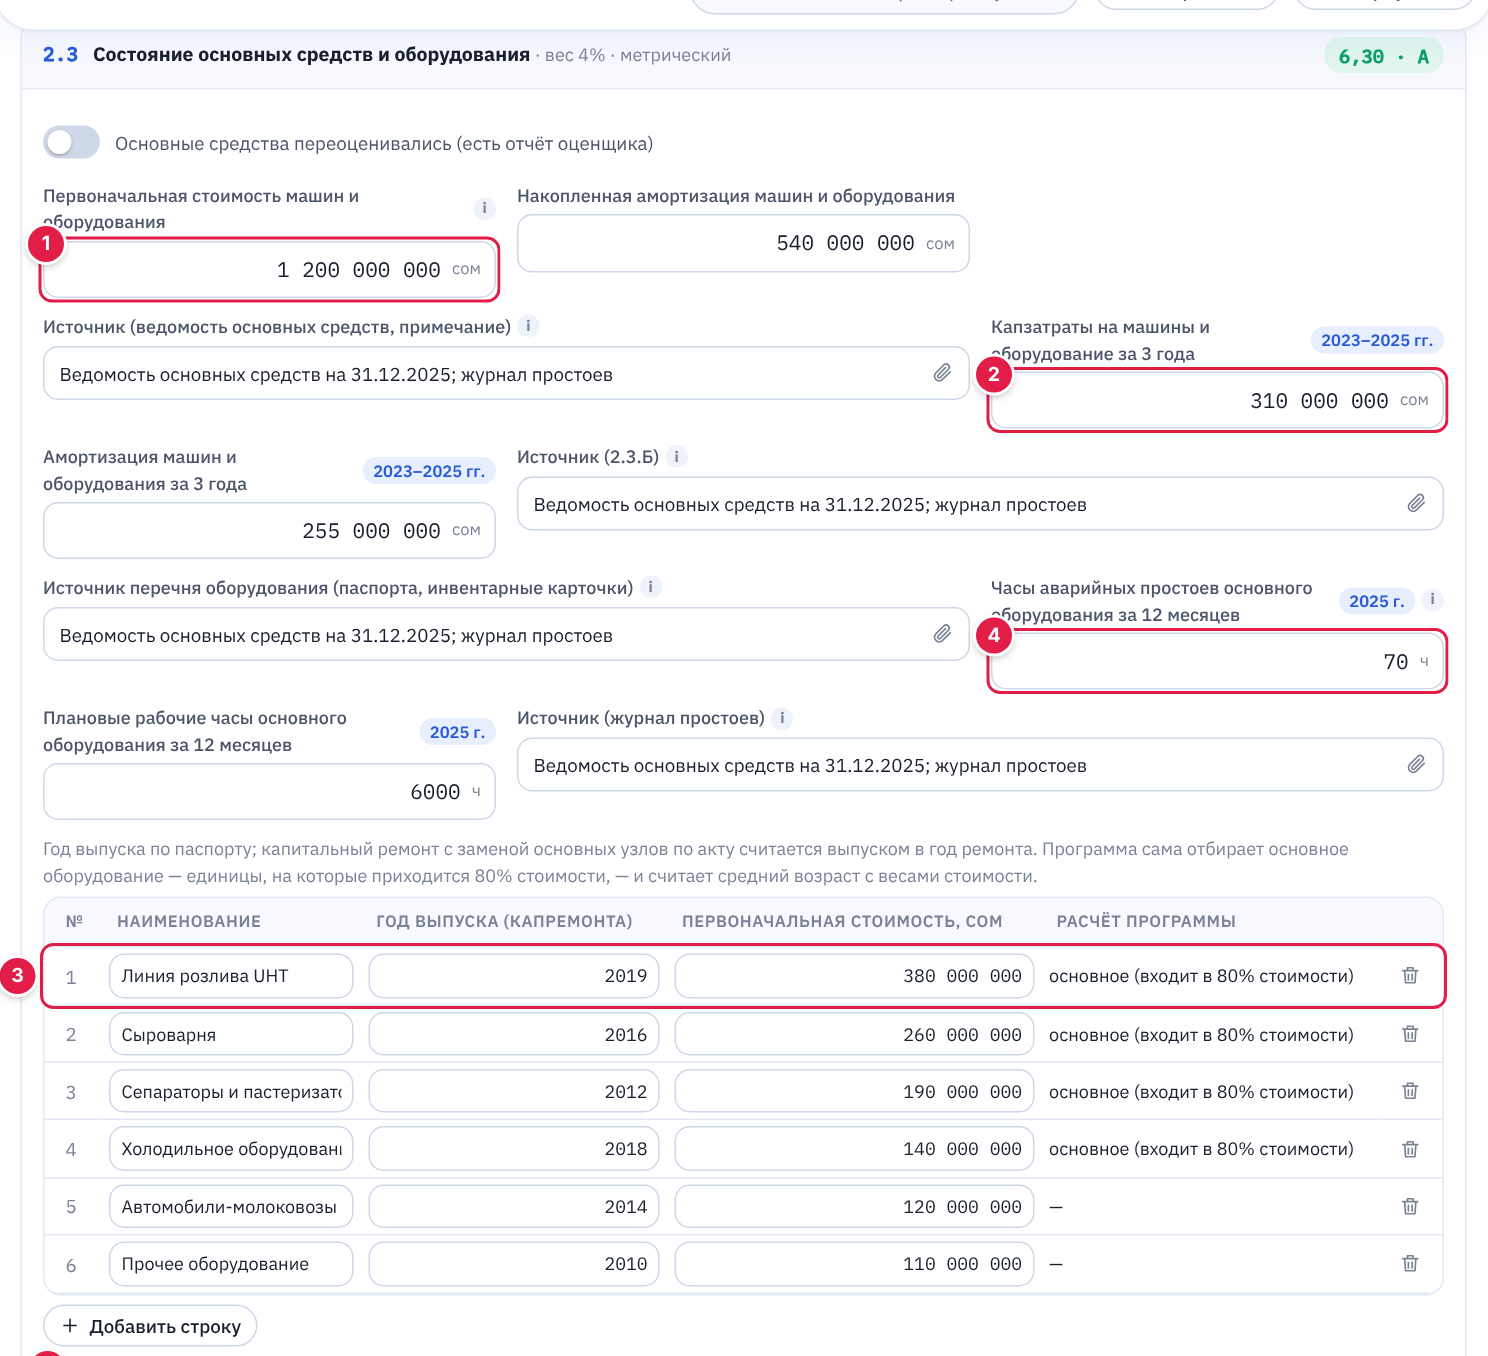 2.3 Состояние основных средств и оборудования · вес 4% · метрический
6,30 · A
Основные средства переоценивались (есть отчёт оценщика)
Первоначальная стоимость машин и
оборудования
i
1
1 200 000 000 сом
Накопленная амортизация машин и оборудования
540 000 000 сом
Источник (ведомость основных средств, примечание) i
Ведомость основных средств на 31.12.2025; журнал простоев
Капзатраты на машины и
оборудование за 3 года
2023–2025 гг.
2
310 000 000 сом
Амортизация машин и
оборудования за 3 года
2023–2025 гг.
255 000 000 сом
Источник (2.3.Б) i
Ведомость основных средств на 31.12.2025; журнал простоев
Источник перечня оборудования (паспорта, инвентарные карточки) i
Ведомость основных средств на 31.12.2025; журнал простоев
Часы аварийных простоев основного
оборудования за 12 месяцев
2025 г. i
4
70 ч
Плановые рабочие часы основного
оборудования за 12 месяцев
2025 г.
6000 ч
Источник (журнал простоев) i
Ведомость основных средств на 31.12.2025; журнал простоев
Год выпуска по паспорту; капитальный ремонт с заменой основных узлов по акту считается выпуском в год ремонта. Программа сама отбирает основное
оборудование — единицы, на которые приходится 80% стоимости, — и считает средний возраст с весами стоимости.
№ НАИМЕНОВАНИЕ ГОД ВЫПУСКА (КАПРЕМОНТА) ПЕРВОНАЧАЛЬНАЯ СТОИМОСТЬ, СОМ РАСЧЁТ ПРОГРАММЫ
3
1 Линия розлива UHT 2019 380 000 000 основное (входит в 80% стоимости)
2 Сыроварня 2016 260 000 000 основное (входит в 80% стоимости)
3 Сепараторы и пастеризато 2012 190 000 000 основное (входит в 80% стоимости)
4 Холодильное оборудовани 2018 140 000 000 основное (входит в 80% стоимости)
5 Автомобили-молоковозы 2014 120 000 000 —
6 Прочее оборудование 2010 110 000 000 —
+ Добавить строку